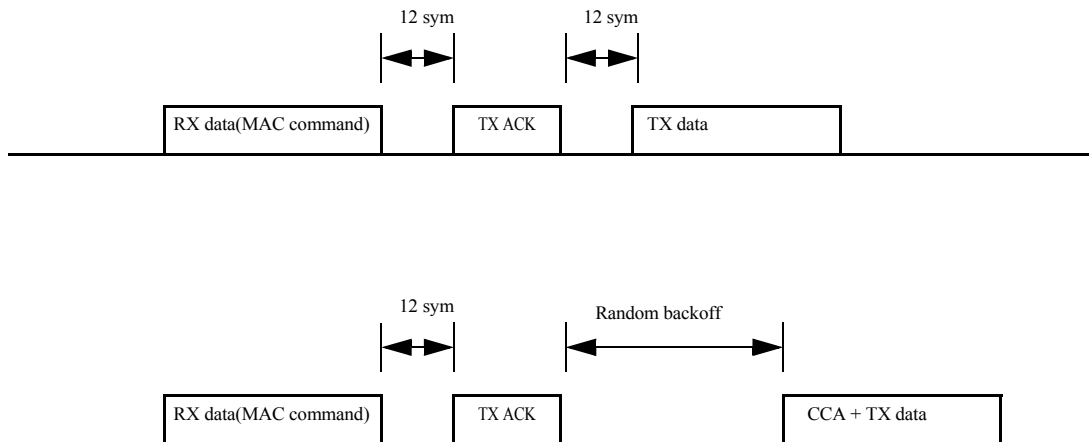 12 sym
12 sym
RX data(MAC command)
TX ACK
TX data
12 sym
Random backoff
RX data(MAC command)
TX ACK
CCA + TX data